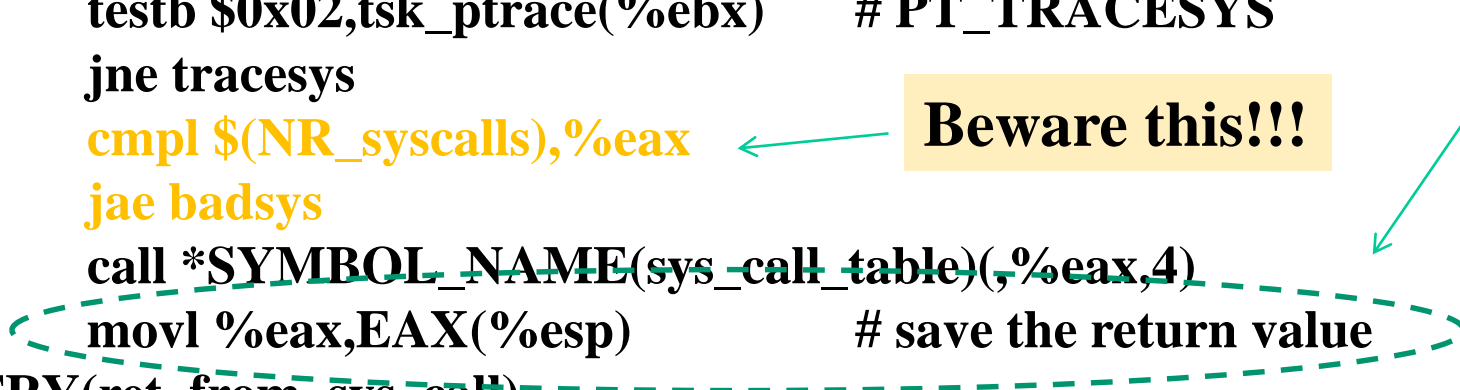 testb $0x02,tsk_ptrace(%ebx) # PT_TRACESYS
jne tracesys
cmpl $(NR_syscalls),%eax
Beware this!!!
jae badsys
call *SYMBOL_NAME(sys_call_table)(,%eax,4)
movl %eax,EAX(%esp) # save the return value
(ret_from_sys_call)